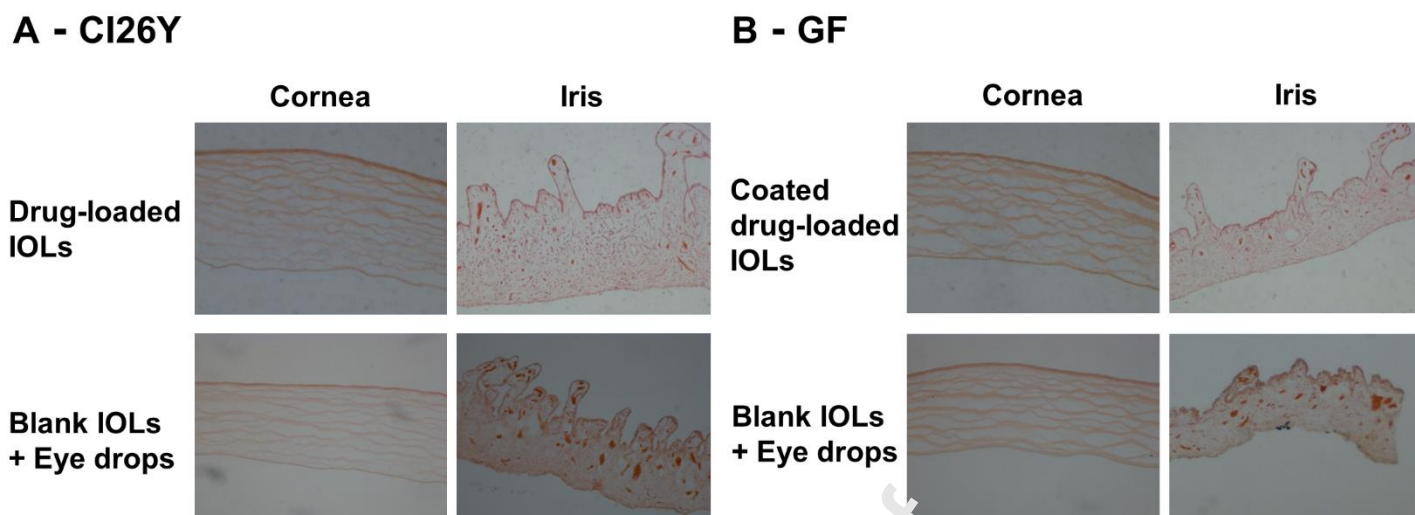 A - CI26Y
Cornea
Iris
Drug-loaded
IOLs
Blank IOLs
+ Eye drops
B - GF
Cornea
Iris
Coated
drug-loaded
IOLs
Blank IOLs
+ Eye drops